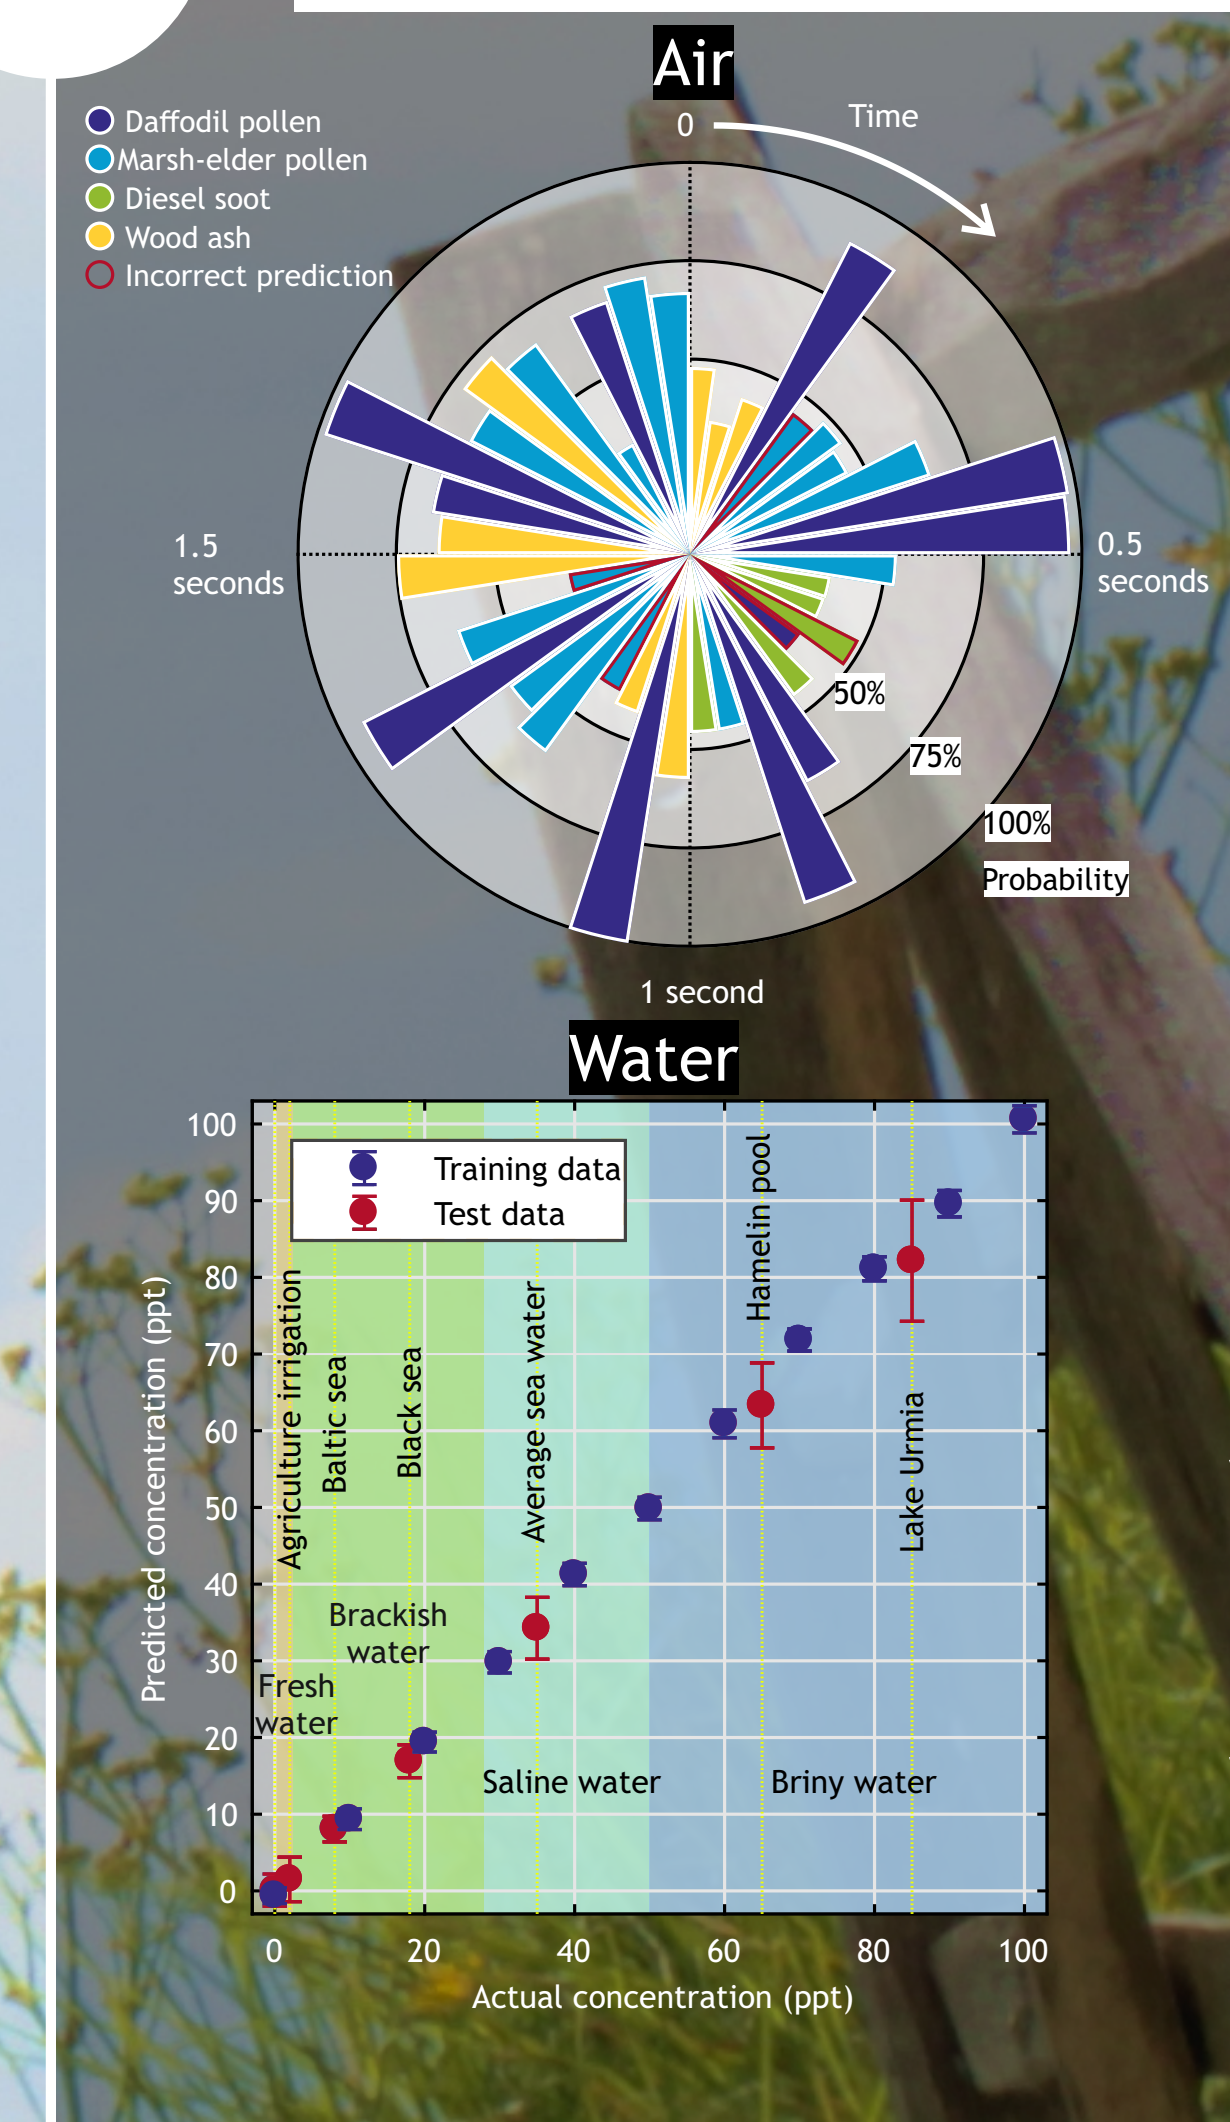 Air
0
Time
Daffodil pollen
Marsh-elder pollen
Diesel soot
Wood ash
Incorrect prediction
1.5
seconds
0.5
seconds
50%
75%
100%
Probability
1 second
Water
100
90
80
70
60
50
40
30
20
10
0
Predicted concentration (ppt)
Training data
Test data
Agriculture irrigation
Baltic sea
Black sea
Average sea water
Hamelin pool
Lake Urmia
Brackish
water
Fresh
water
Saline water
Briny water
0 20 40 60 80 100
Actual concentration (ppt)